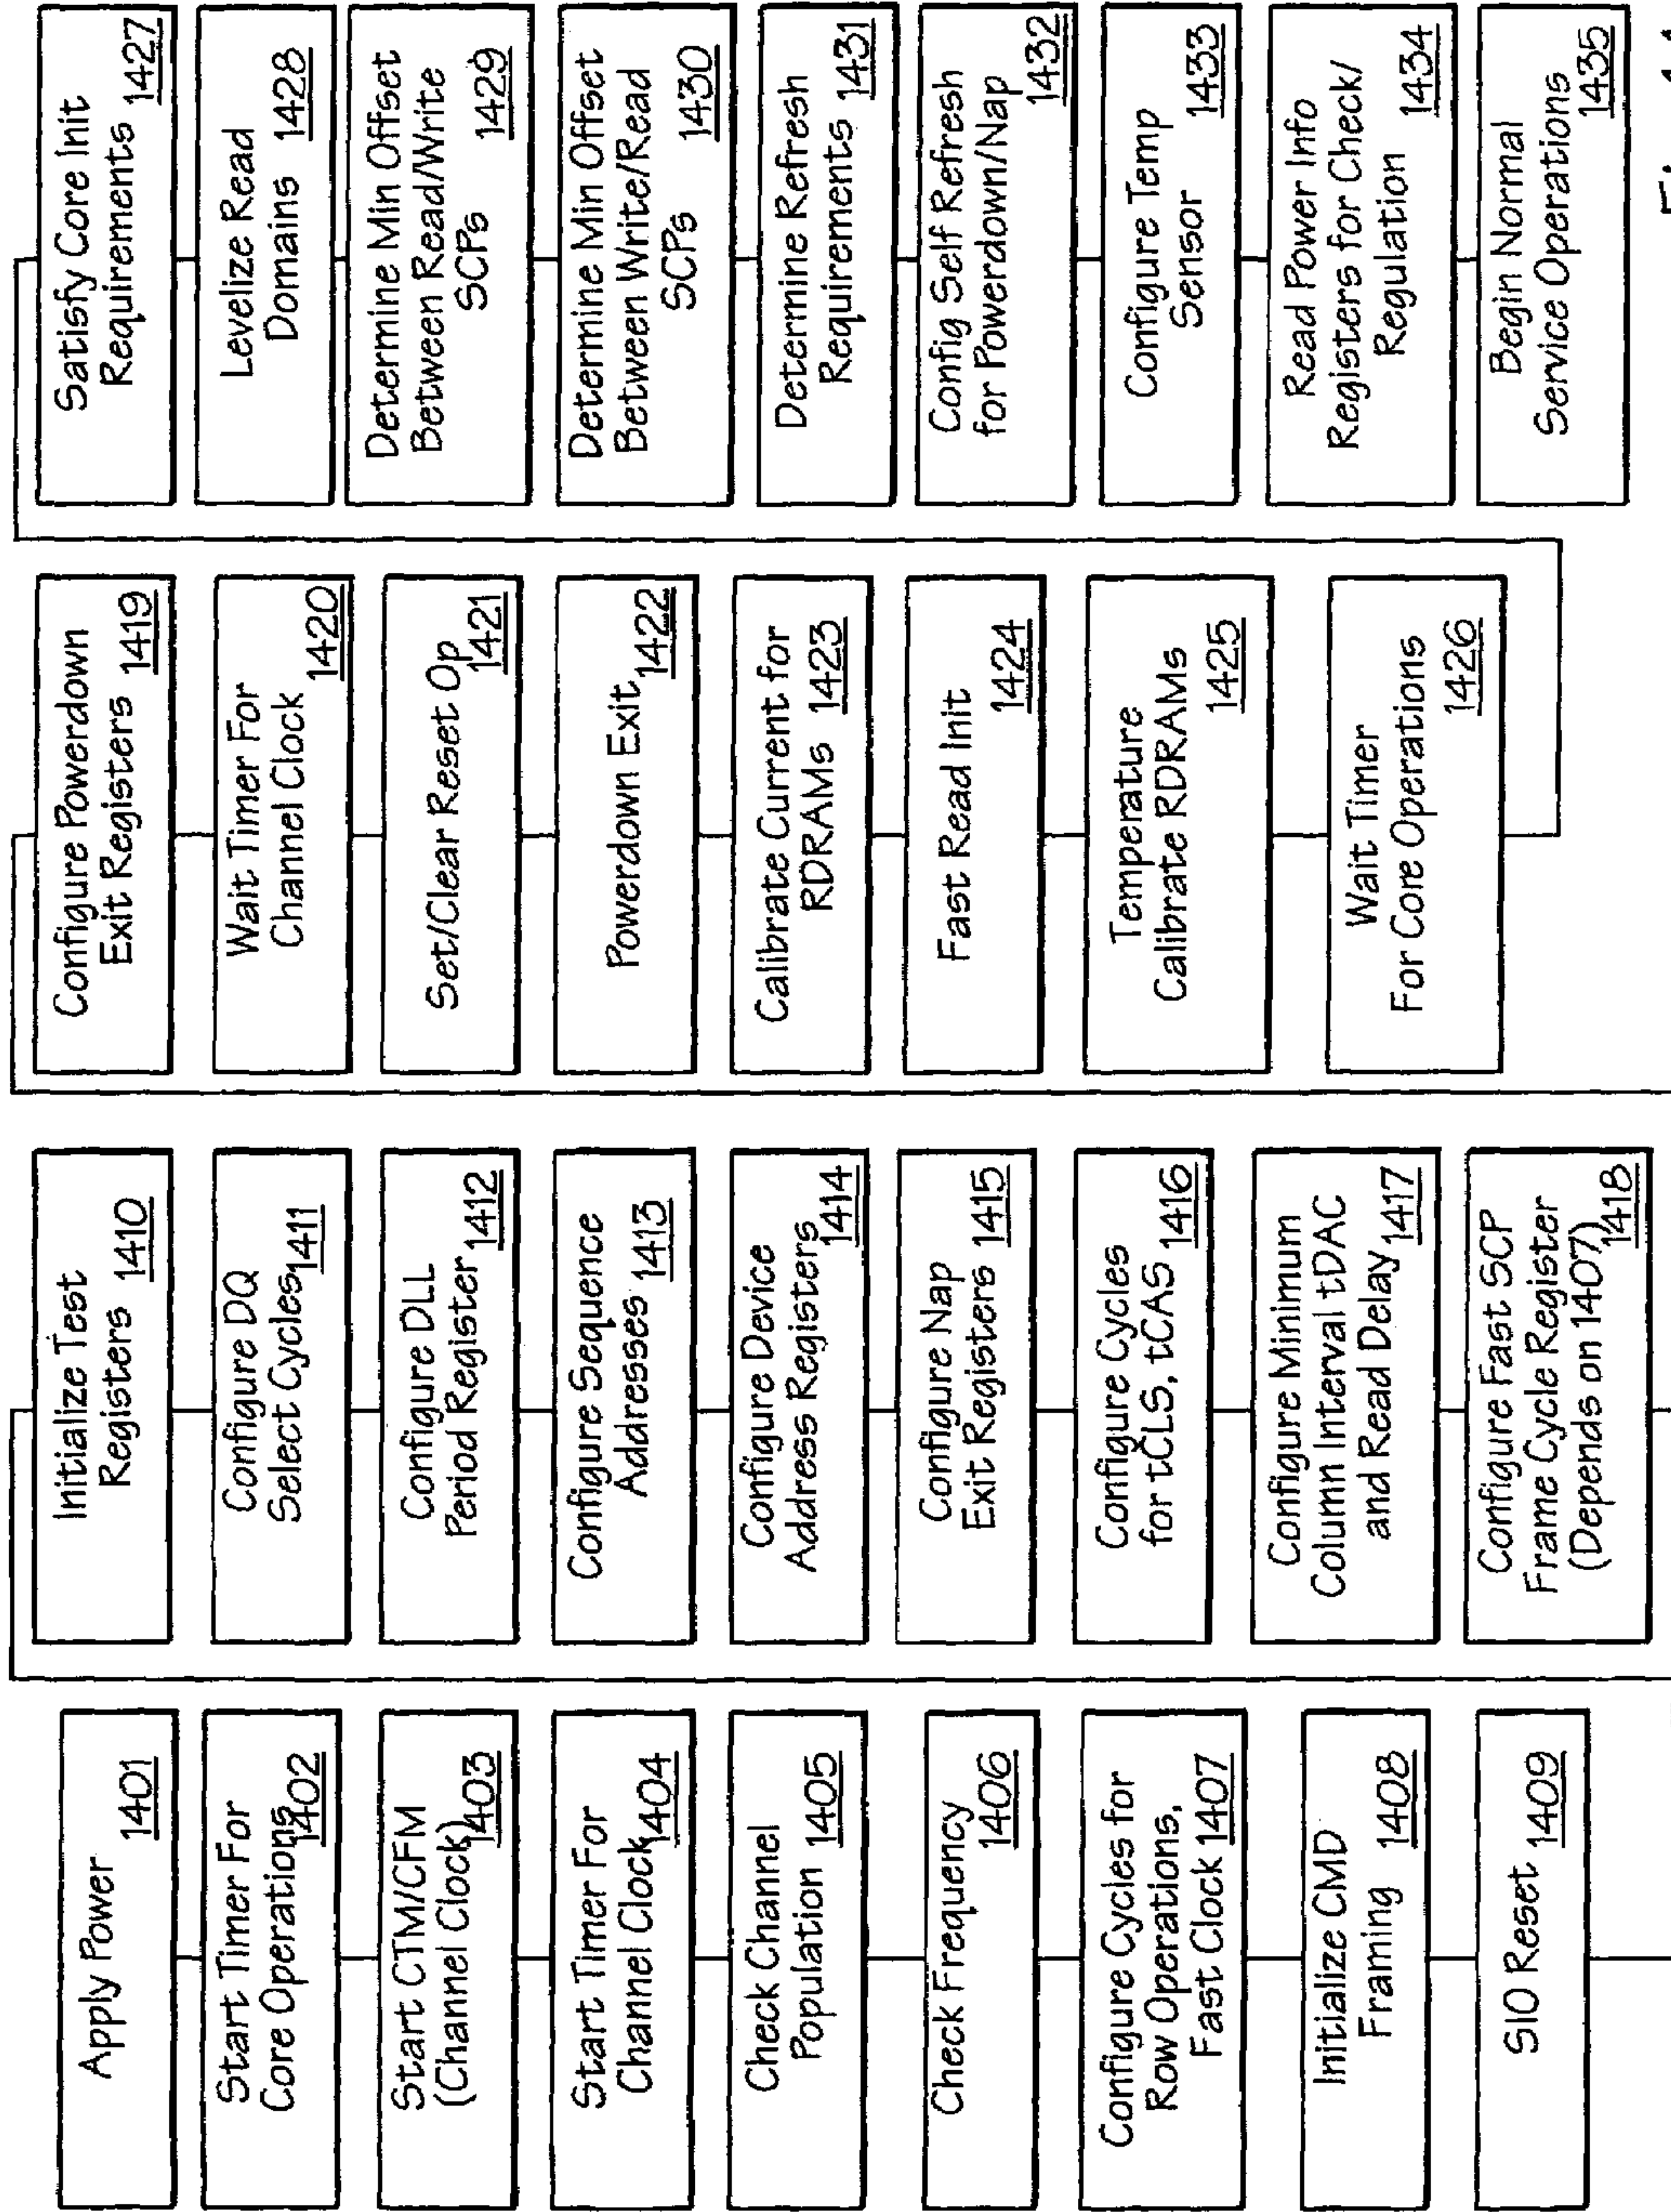 Apply Power 1401
Start Timer For
Core Operations 1402
Start CTM/CFM
(Channel Clock) 1403
Start Timer For
Channel Clock 1404
Check Channel
Population 1405
Check Frequency
1406
Configure Cycles for
Row Operations,
Fast Clock 1407
Initialize CMD
Framing 1408
SIO Reset 1409
Initialize Test
Registers 1410
Configure DQ
Select Cycles 1411
Configure DLL
Period Register 1412
Configure Sequence
Addresses 1413
Configure Device
Address Registers 1414
Configure Nap
Exit Registers 1415
Configure Cycles
for tCLS, tCAS 1416
Configure Minimum
Column Interval tDAC
and Read Delay 1417
Configure Fast SCP
Frame Cycle Register
(Depends on 1407) 1418
Configure Powerdown
Exit Registers 1419
Wait Timer For
Channel Clock 1420
Set/Clear Reset Op
1421
Powerdown Exit 1422
Calibrate Current for
RDRAMs 1423
Fast Read Init
1424
Temperature
Calibrate RDRAMs
1425
Wait Timer
For Core Operations
1426
Satisfy Core Init
Requirements 1427
Levelize Read
Domains 1428
Determine Min Offset
Between Read/Write
SCPs 1429
Determine Min Offset
Between Write/Read
SCPs 1430
Determine Refresh
Requirements 1431
Config Self Refresh
for Powerdown/Nap
1432
Configure Temp
Sensor 1433
Read Power Info
Registers for Check/
Regulation 1434
Begin Normal
Service Operations
1435